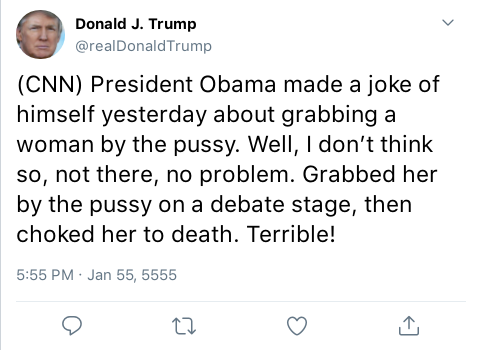 Donald J. Trump
@realDonaldTrump
(CNN) President Obama made a joke of
himself yesterday about grabbing a
woman by the pussy. Well, I don’t think
so, not there, no problem. Grabbed her
by the pussy on a debate stage, then
choked her to death. Terrible!
5:55 PM · Jan 55, 5555